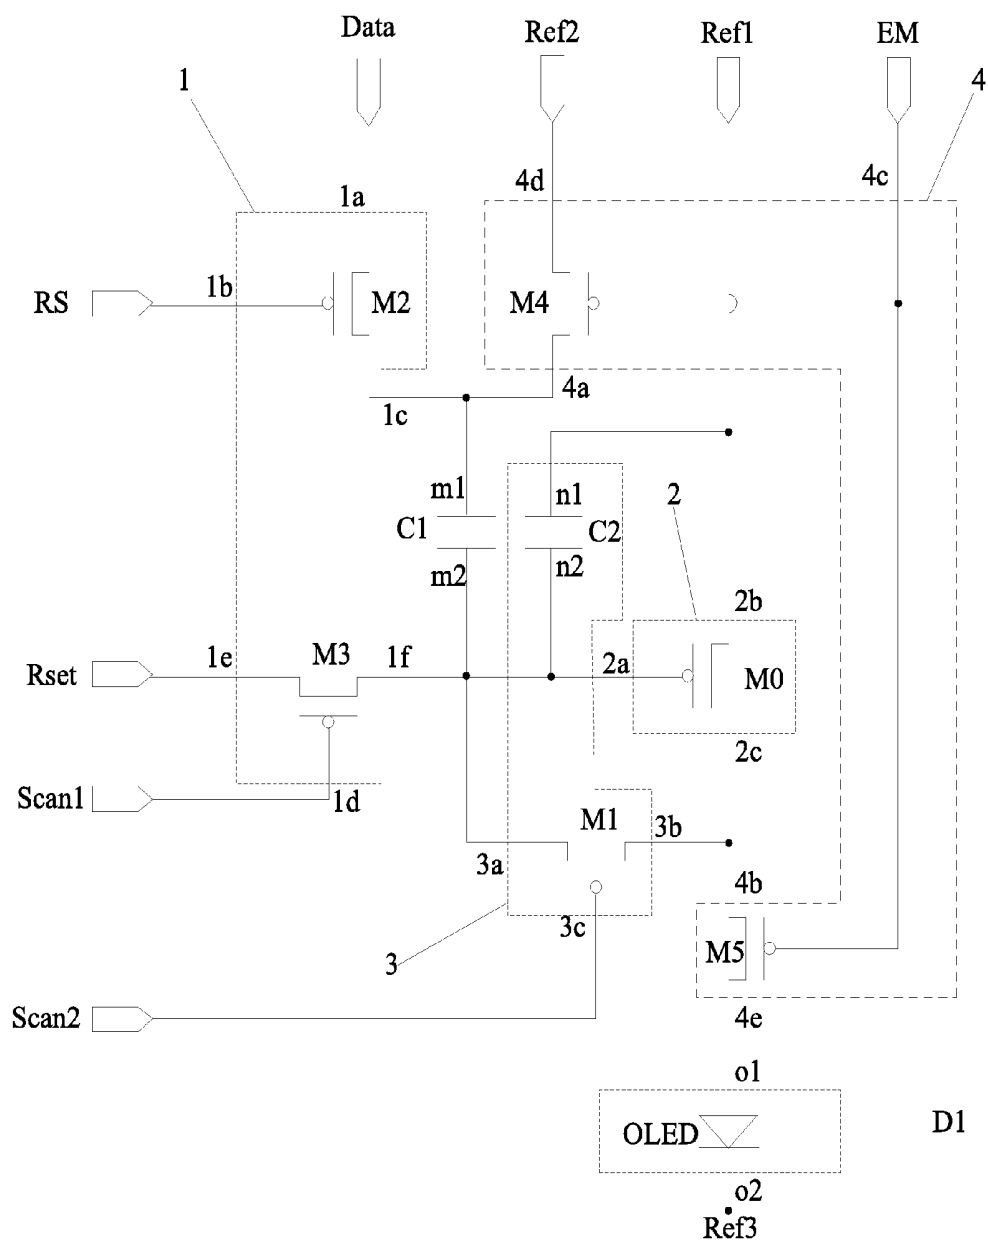 Data
Ref2
Ref1
EM
1
4
4d
4c
1a
RS
1b
M2
M4
1c
4a
m1
n1
2
C1
C2
m2
n2
2b
Rset
1e
M3
1f
2a
M0
2c
Scan1
1d
M1
3b
3a
4b
3c
M5
3
Scan2
4e
o1
OLED
D1
o2
Ref3